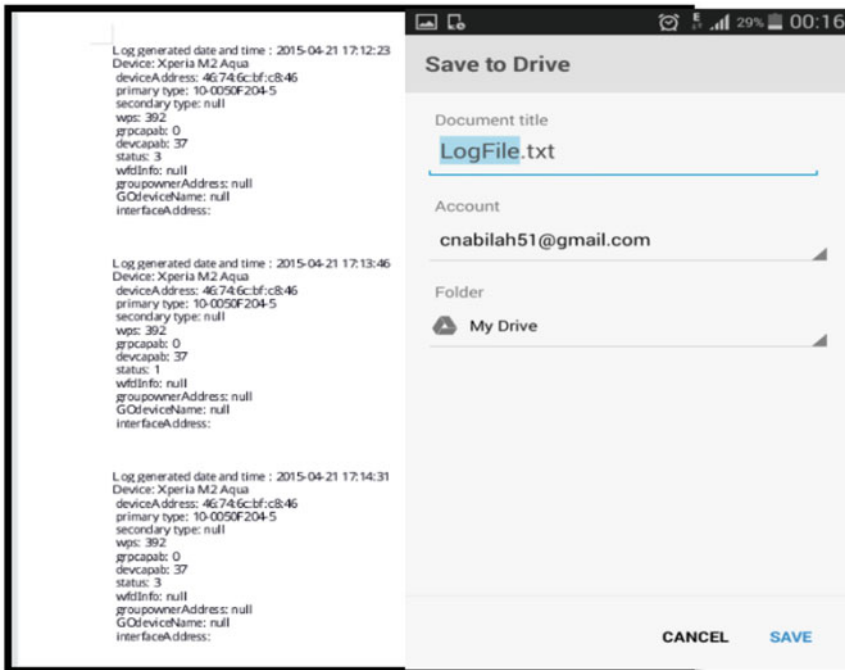 Log generated date and time : 2015-04-21 17:12:23
Device: Xperia M2 Aqua
deviceAddress: 46:74:6c:bf:c8:46
primary type: 10-0050F204-5
secondary type: null
wps: 392
grpcapab: 0
devcapab: 37
status: 3
wfdInfo: null
groupownerAddress: null
GOdeviceName: null
interfaceAddress:
Log generated date and time : 2015-04-21 17:13:46
Device: Xperia M2 Aqua
deviceAddress: 46:74:6c:bf:c8:46
primary type: 10-0050F204-5
secondary type: null
wps: 392
grpcapab: 0
devcapab: 37
status: 1
wfdInfo: null
groupownerAddress: null
GOdeviceName: null
interfaceAddress:
Log generated date and time : 2015-04-21 17:14:31
Device: Xperia M2 Aqua
deviceAddress: 46:74:6c:bf:c8:46
primary type: 10-0050F204-5
secondary type: null
wps: 392
grpcapab: 0
devcapab: 37
status: 3
wfdInfo: null
groupownerAddress: null
GOdeviceName: null
interfaceAddress:
E 29% 00:16
Save to Drive
Document title
LogFile.txt
Account
cnabilah51@gmail.com
Folder
My Drive
CANCEL SAVE